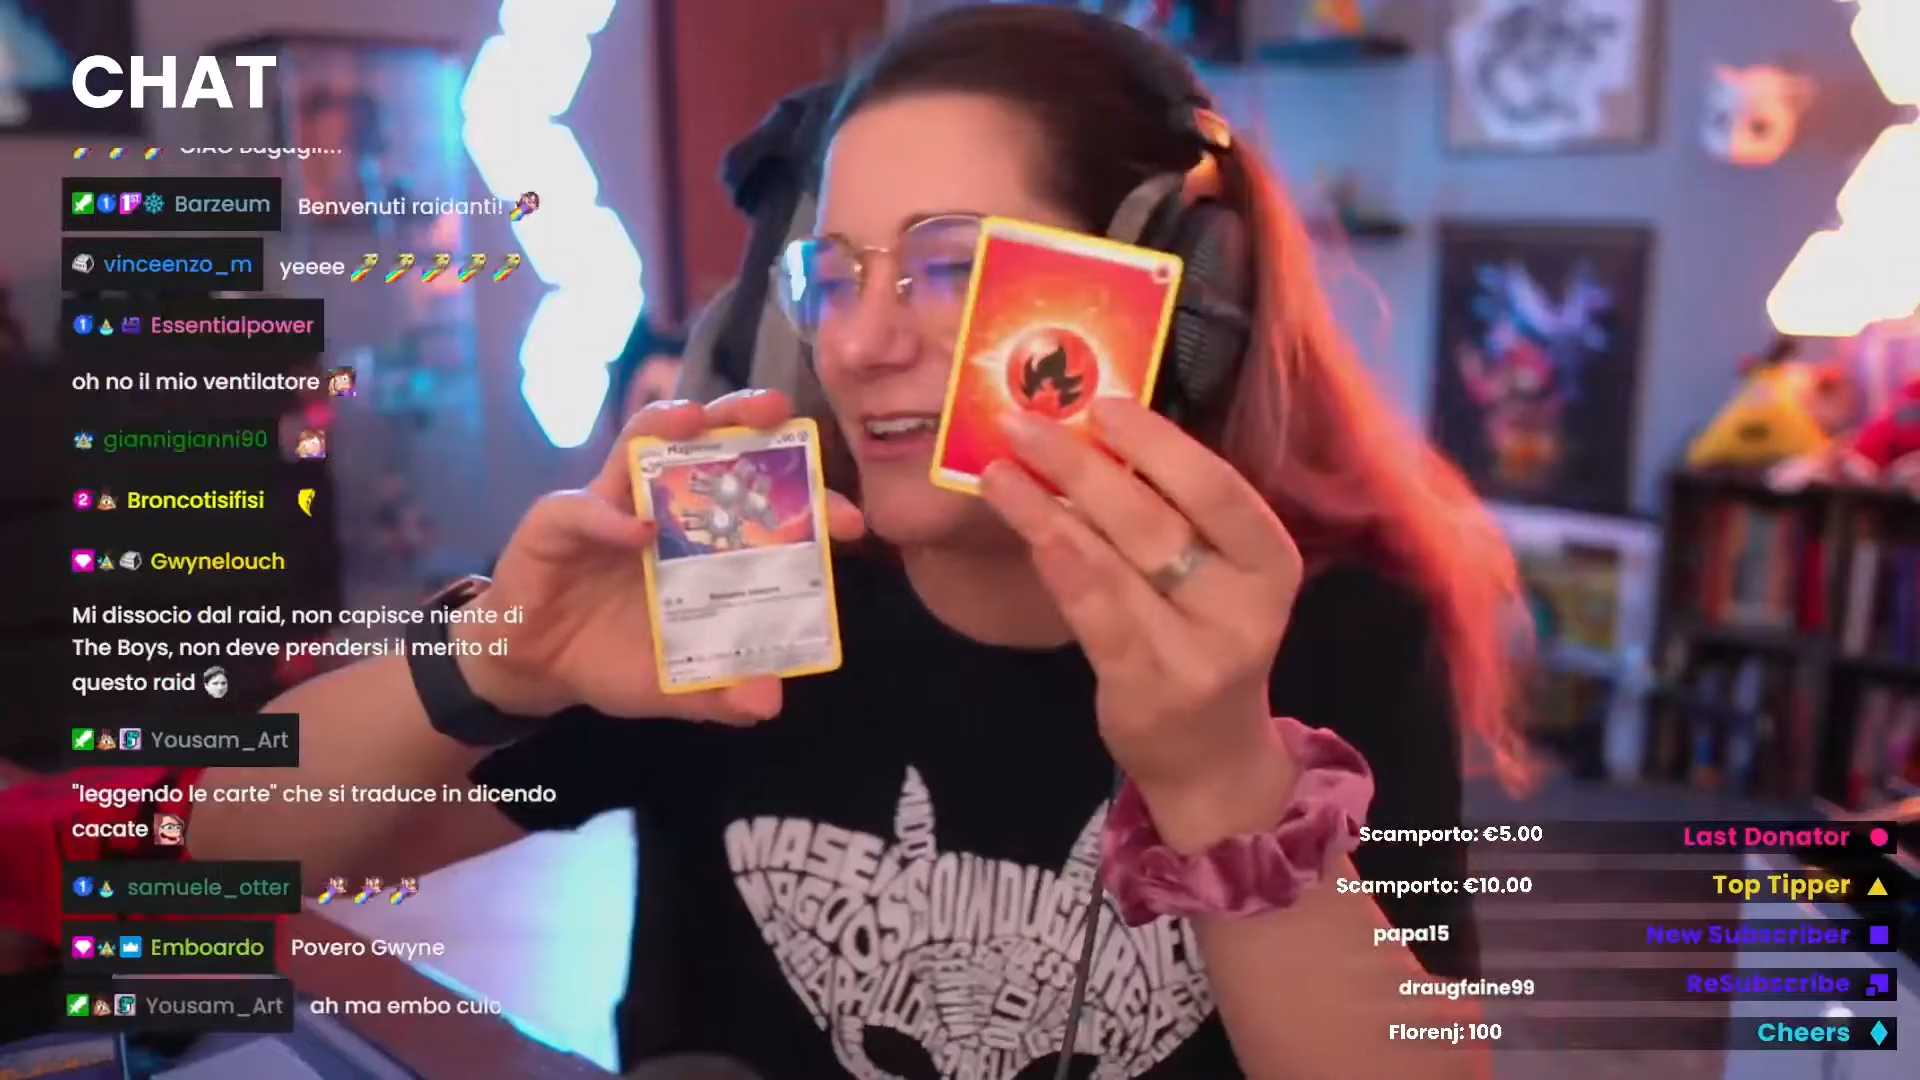 CHAT
CIAO Bagagli...
Barzeum Benvenuti raidanti!
vinceenzo_m yeeee
Essentialpower
oh no il mio ventilatore
giannigianni90
Broncotisifisi
Gwynelouch
Mi dissocio dal raid, non capisce niente di
The Boys, non deve prendersi il merito di
questo raid
Yousam_Art
"leggendo le carte" che si traduce in dicendo
cacate
samuele_otter
Emboardo Povero Gwyne
Yousam_Art ah ma embo culo
Scamporto: €5.00 Last Donator
Scamporto: €10.00 Top Tipper
papa15 New Subscriber
draugfaine99 ReSubscribe
Florenj: 100 Cheers